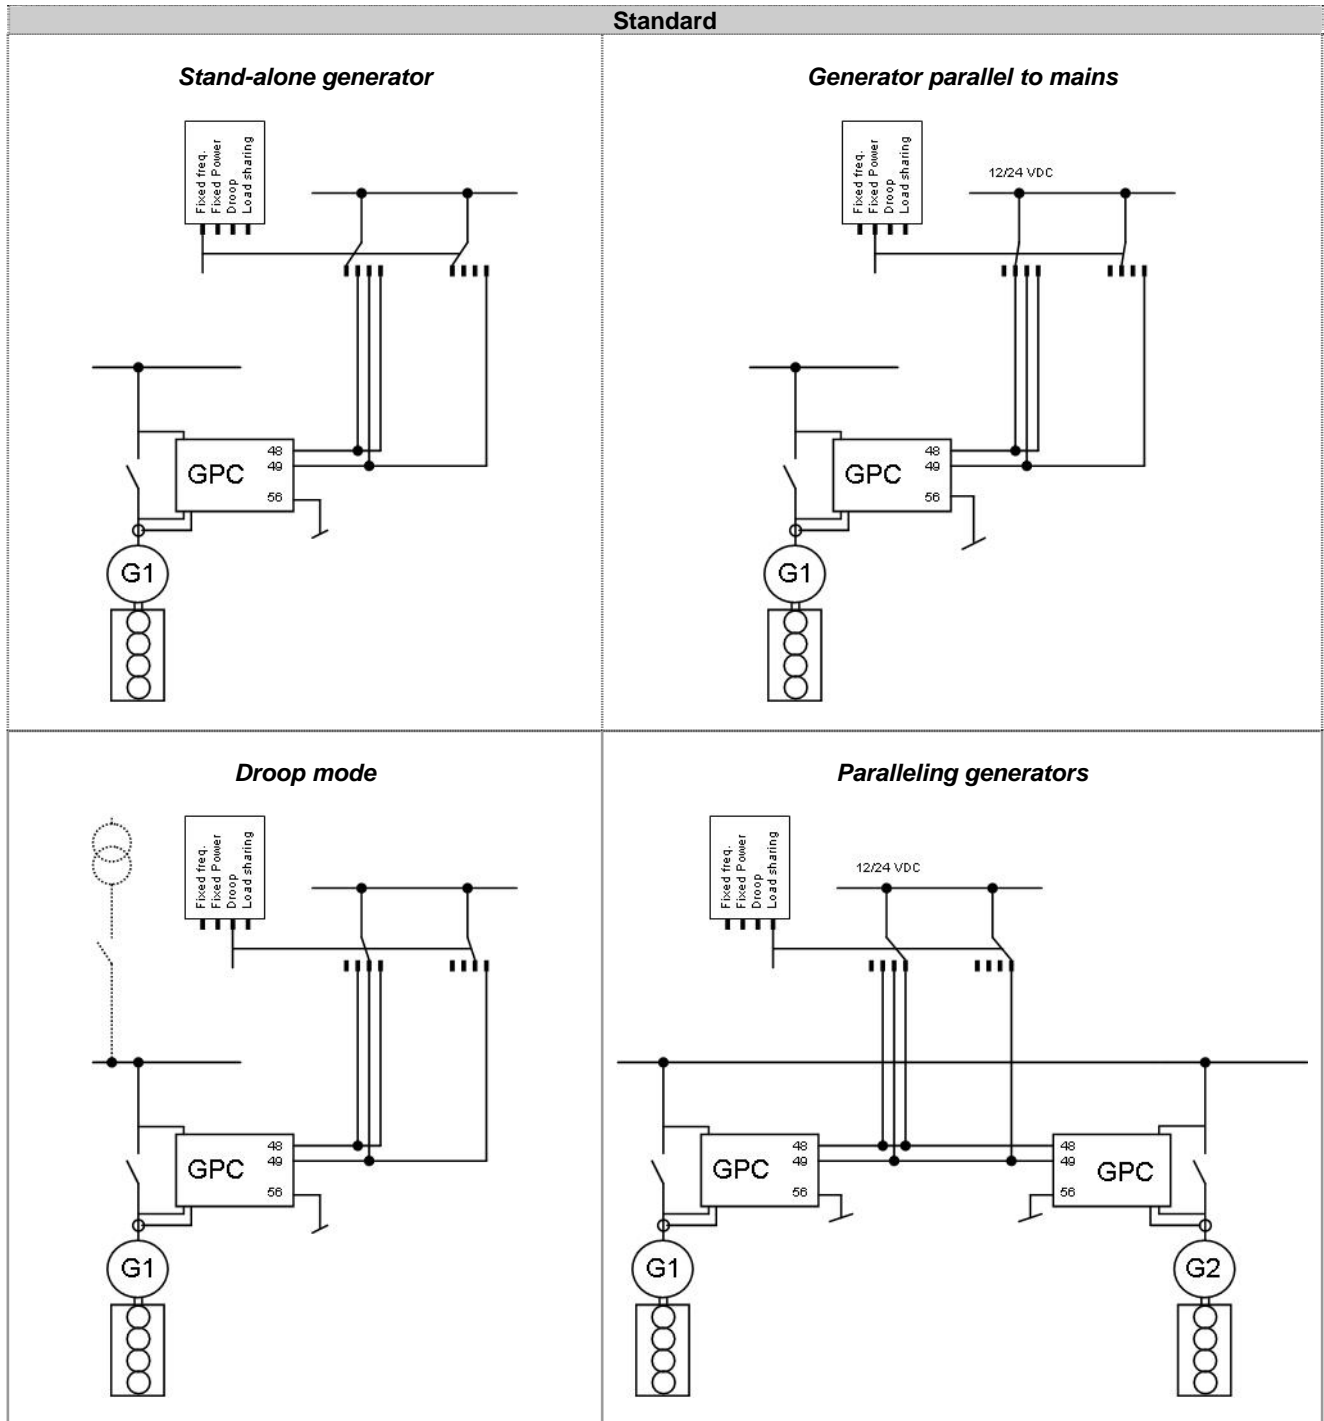 Standard
Stand-alone generator
Fixed freq.
Fixed Power
Droop
Load sharing
GPC
48
49
56
G1
Generator parallel to mains
Fixed freq.
Fixed Power
Droop
Load sharing
12/24 VDC
GPC
48
49
56
G1
Droop mode
Fixed freq.
Fixed Power
Droop
Load sharing
GPC
48
49
56
G1
Paralleling generators
Fixed freq.
Fixed Power
Droop
Load sharing
12/24 VDC
GPC
48
49
56
48
49
56
GPC
G1
G2